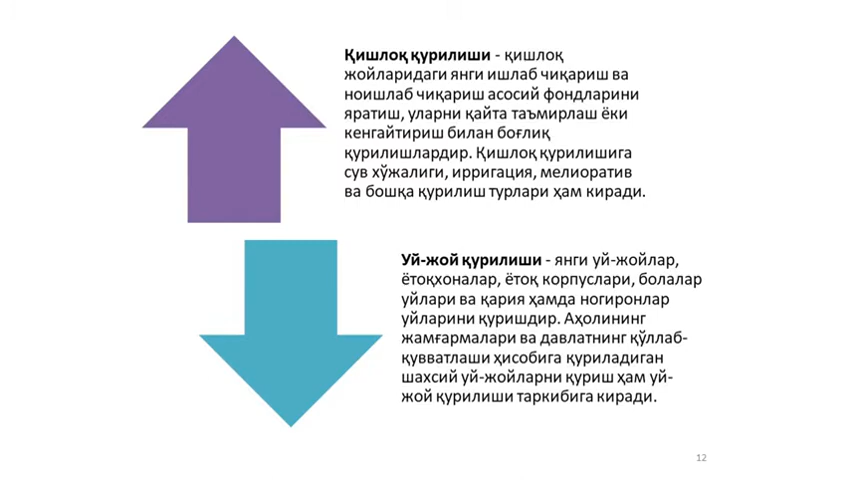 Қишлоқ қурилиши - қишлоқ
жойларидаги янги ишлаб чиқариш ва
ноишлаб чиқариш асосий фондларини
яратиш, уларни қайта таъмирлаш ёки
кенгайтириш билан боғлиқ
қурилишлардир. Қишлоқ қурилишига
сув хўжалиги, ирригация, мелиоратив
ва бошқа қурилиш турлари ҳам киради.
Уй-жой қурилиши - янги уй-жойлар,
ётоқхоналар, ётоқ корпуслари, болалар
уйлари ва қария ҳамда ногиронлар
уйларини қуришдир. Аҳолининг
жамғармалари ва давлатнинг қўллаб-
қувватлаши ҳисобига қуриладиган
шахсий уй-жойларни қуриш ҳам уй-
жой қурилиши таркибига киради.
12